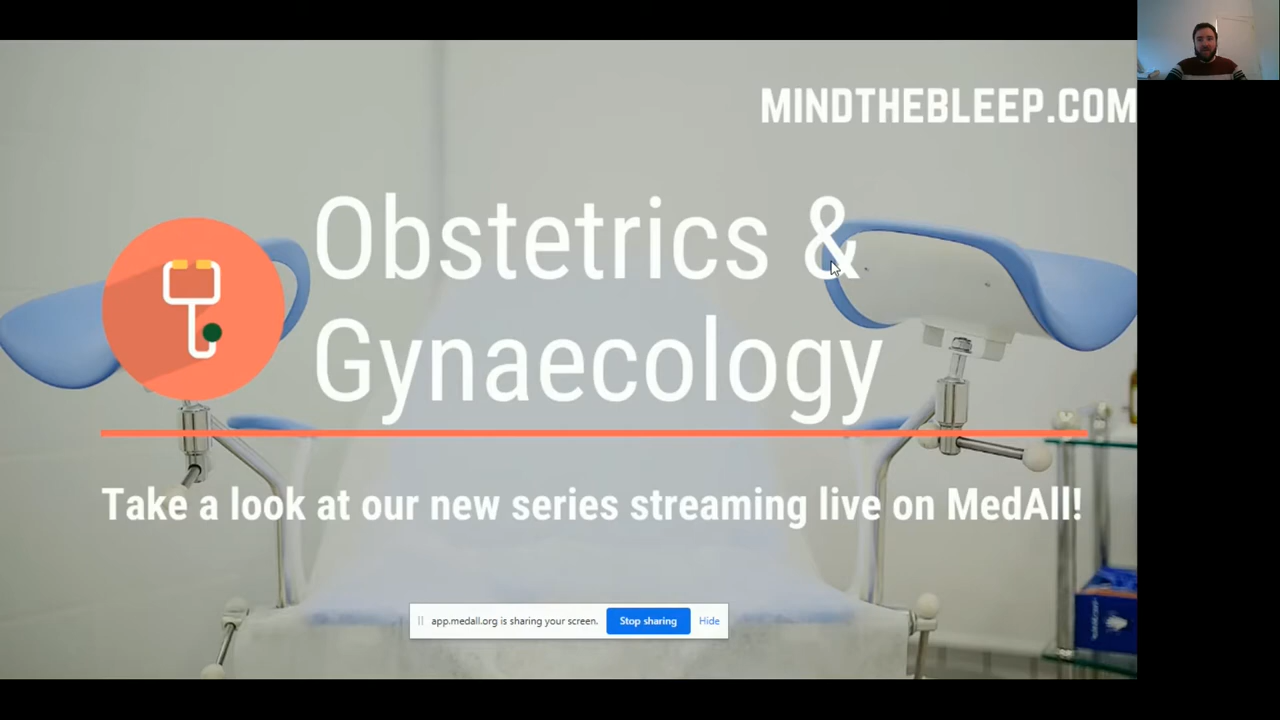 MINDTHEBLEEP.COM
Obstetrics &
Gynaecology
Take a look at our new series streaming live on MedAll!
app.medall.org is sharing your screen.
Stop sharing
Hide